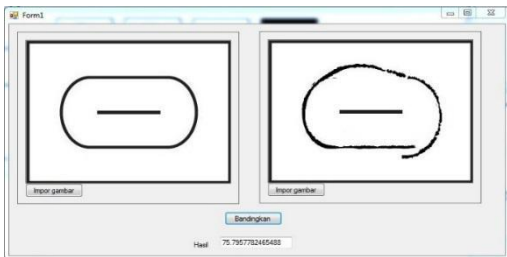 Form1
Impor gambar
Impor gambar
Bandingkan
Hasil 75.7957782465488